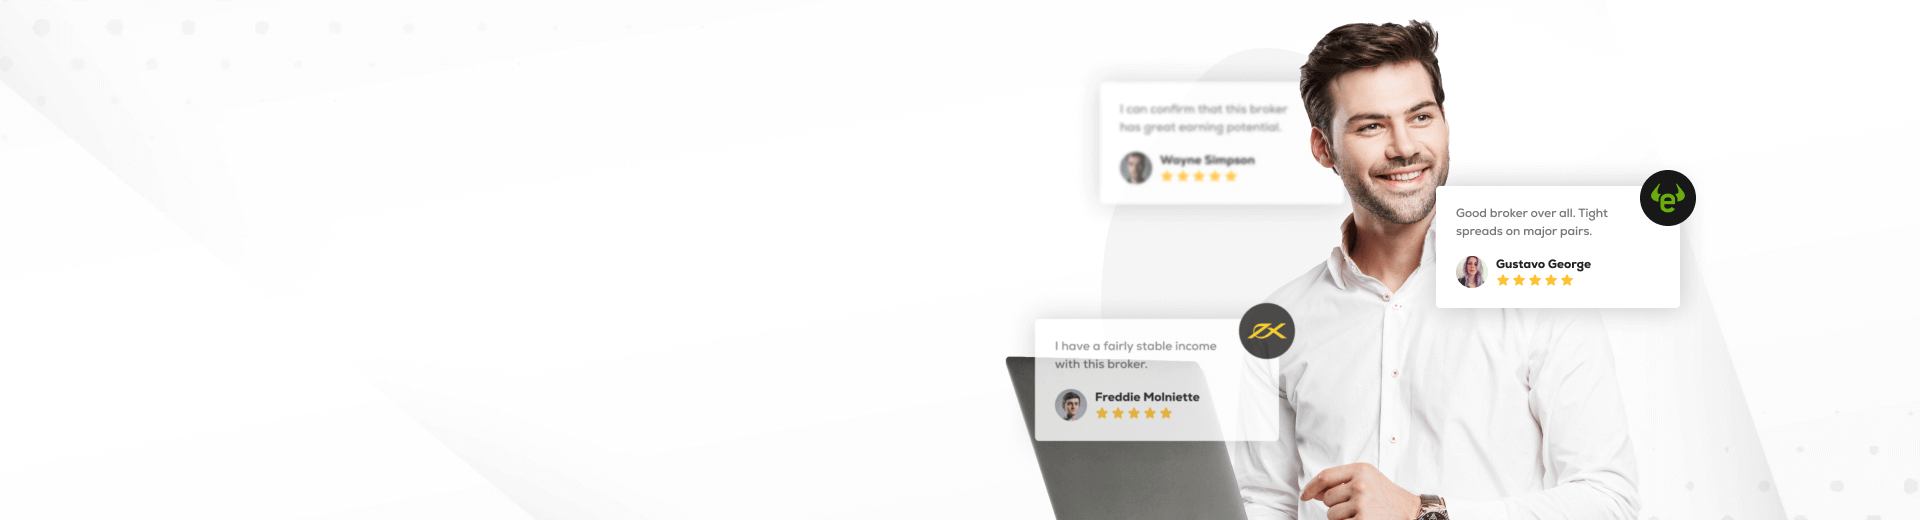 I can confirm that this broker
has great earning potential.
Wayne Simpson
Good broker over all. Tight
spreads on major pairs.
Gustavo George
I have a fairly stable income
with this broker.
Freddie Molniette